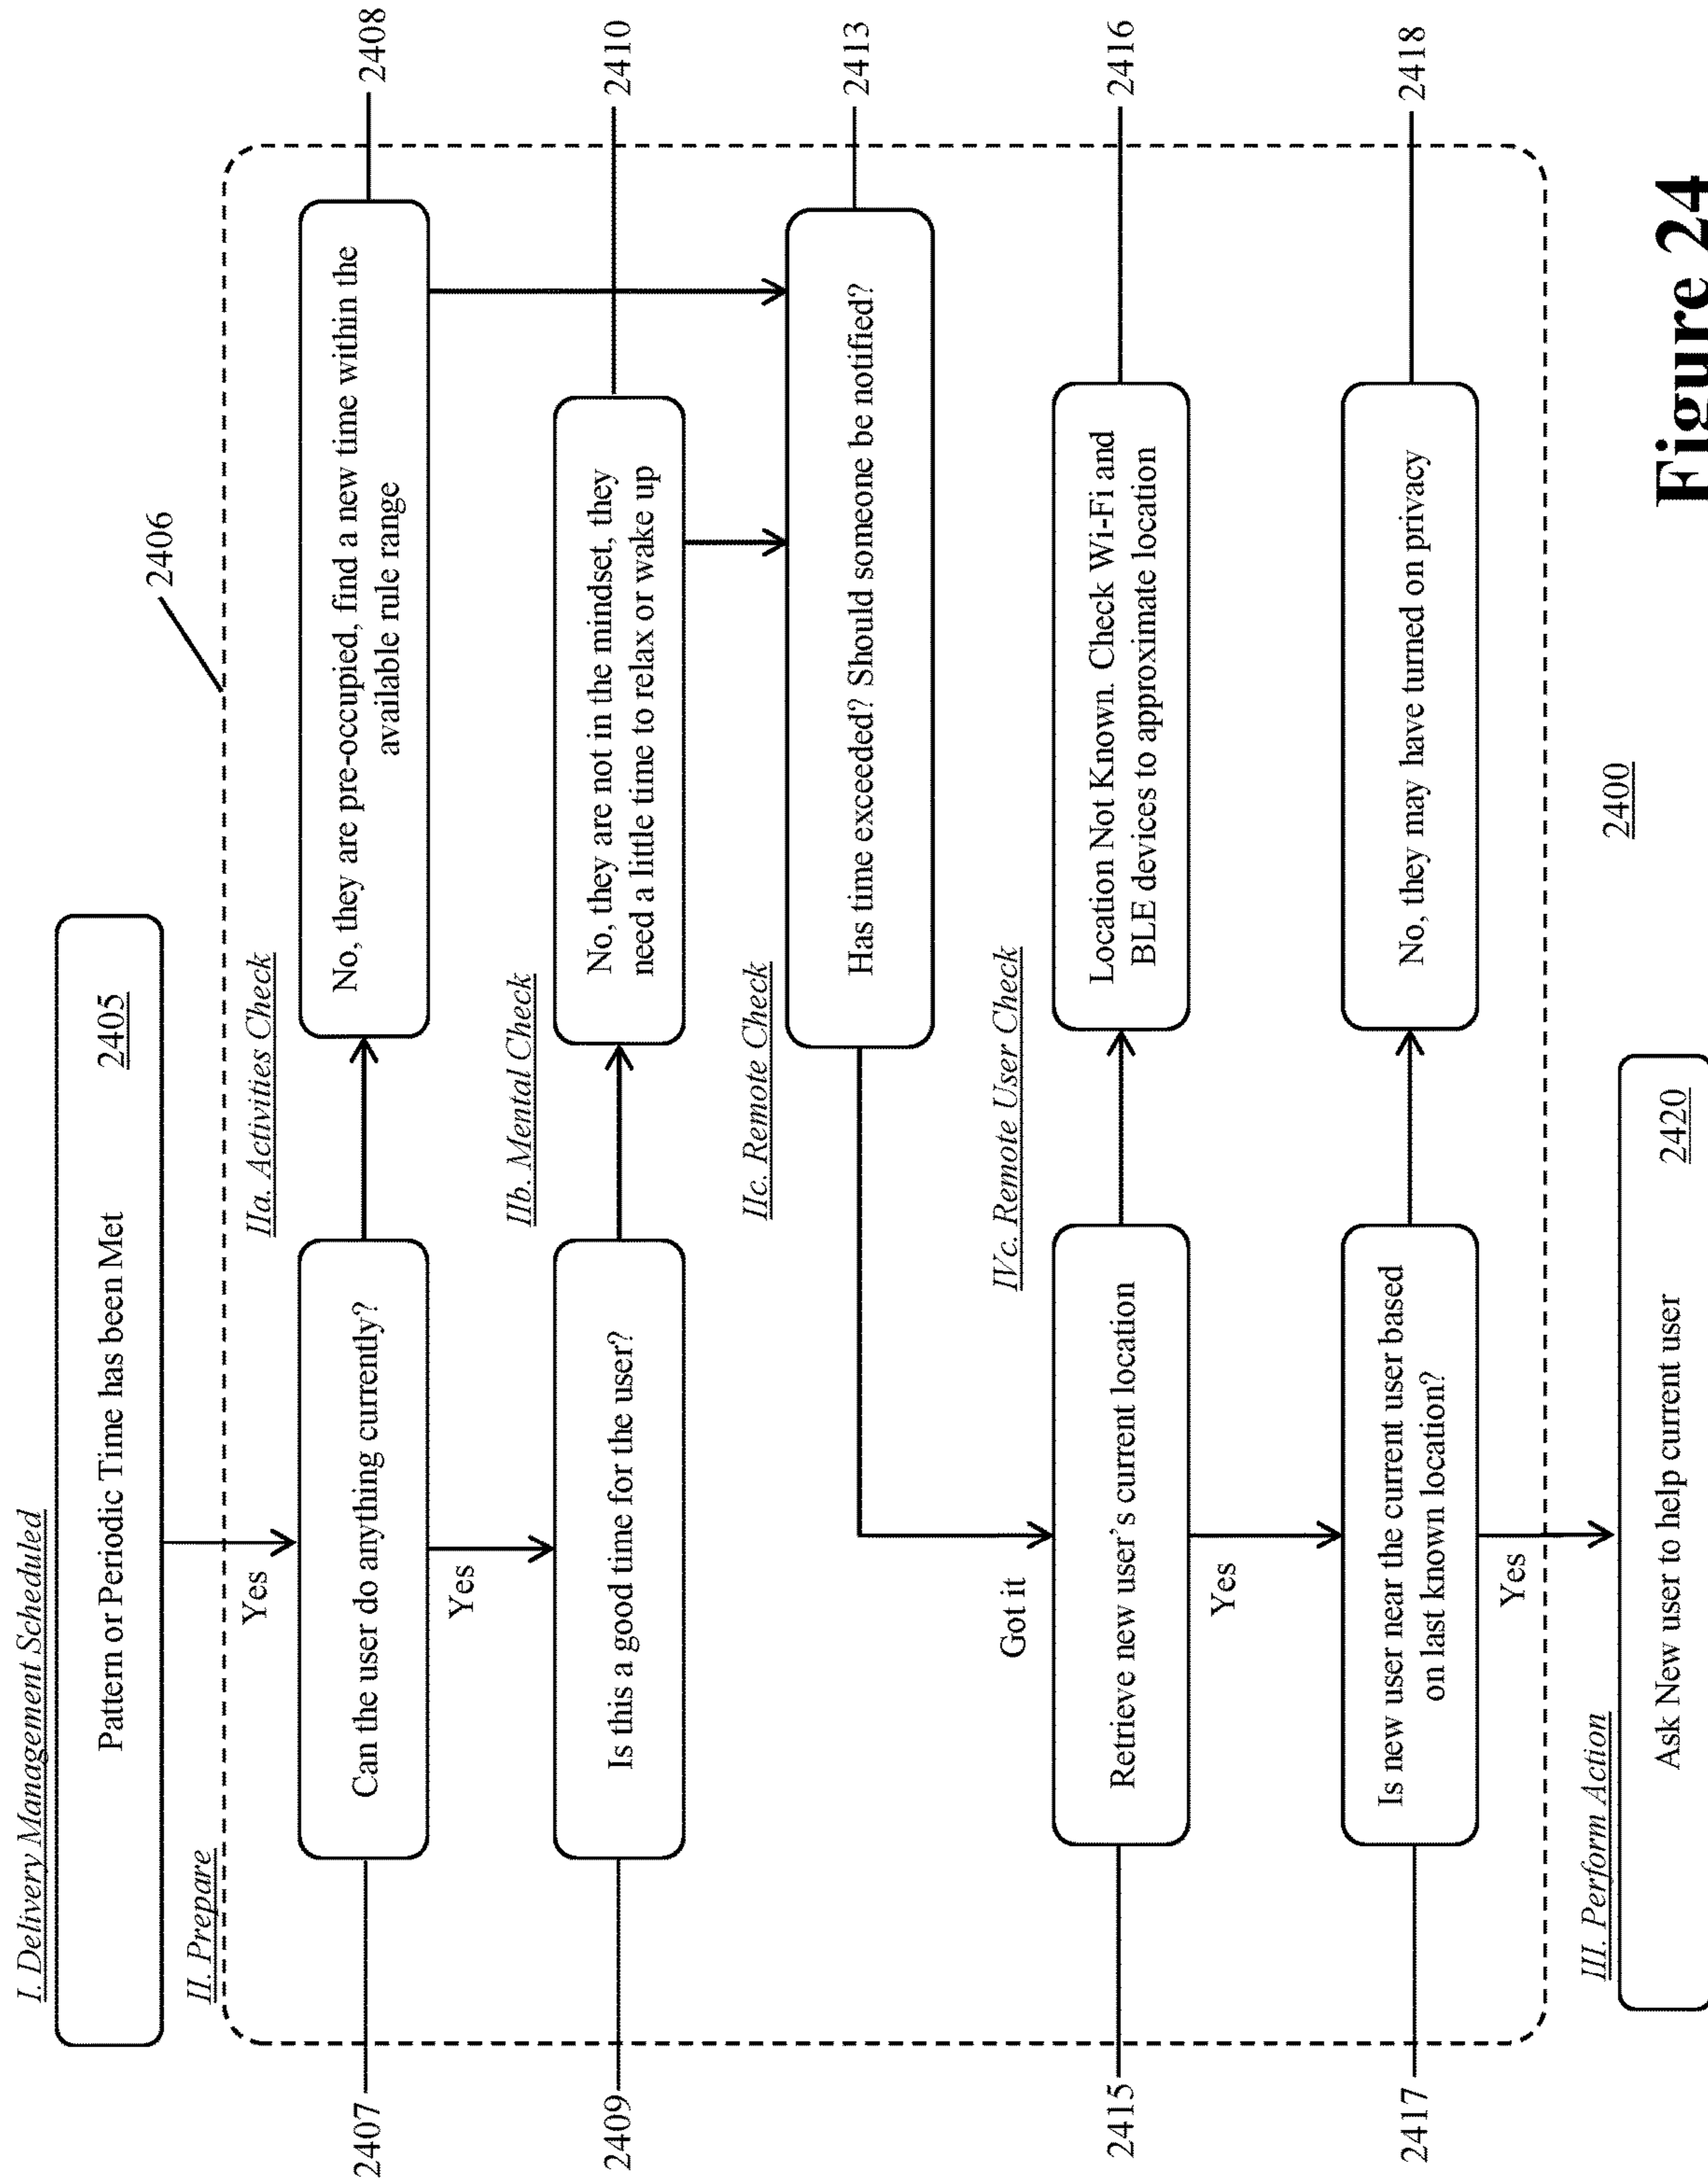 I. Delivery Management Scheduled
Pattern or Periodic Time has been Met
2405
II. Prepare
2406
Yes
IIa. Activities Check
2407
Can the user do anything currently?
No, they are pre-occupied, find a new time within the
available rule range
2408
Yes
IIb. Mental Check
2409
Is this a good time for the user?
No, they are not in the mindset, they
need a little time to relax or wake up
2410
IIc. Remote Check
Has time exceeded? Should someone be notified?
2413
Got it
IVc. Remote User Check
2415
Retrieve new user's current location
Location Not Known. Check Wi-Fi and
BLE devices to approximate location
2416
Yes
2417
Is new user near the current user based
on last known location?
No, they may have turned on privacy
2418
Yes
III. Perform Action
Ask New user to help current user
2420
2400
Figure 24